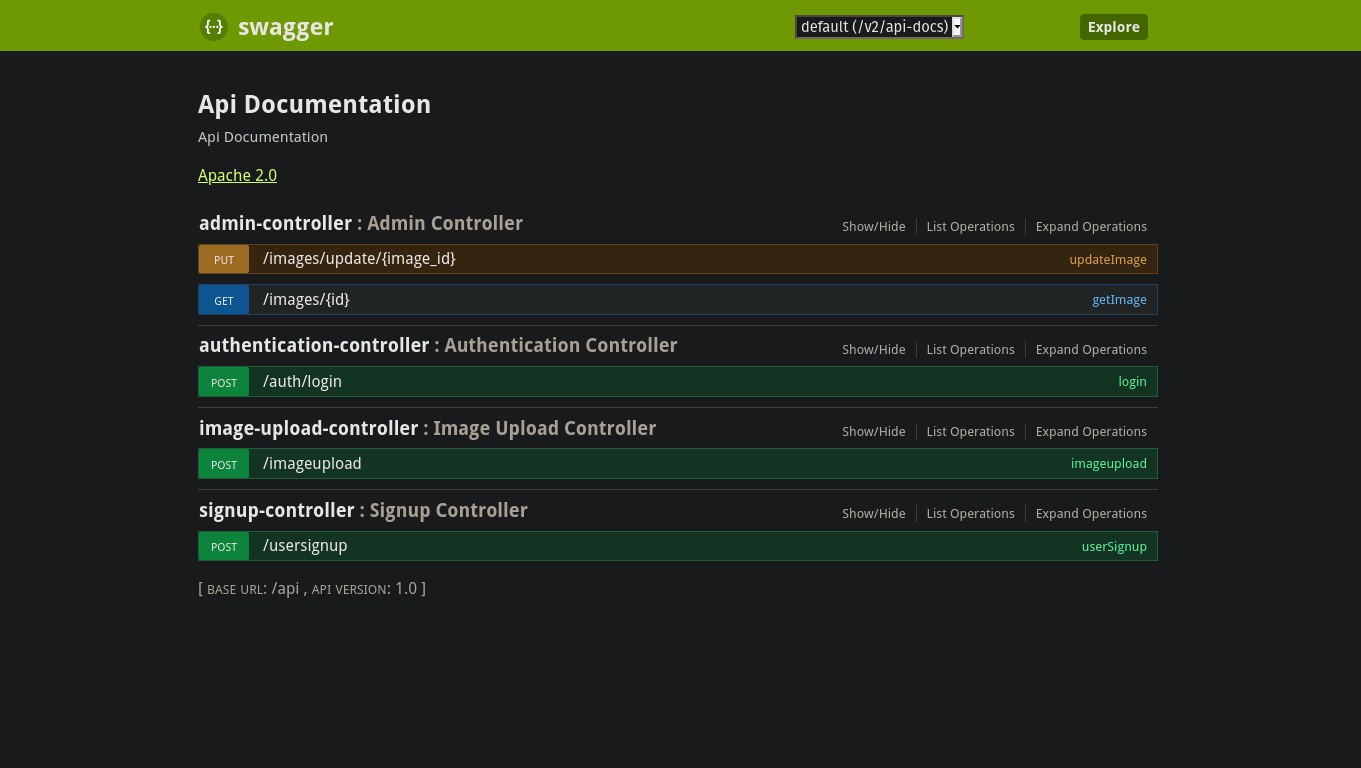 {··} swagger default (/v2/api-docs) Explore
Api Documentation
Api Documentation
Apache 2.0
admin-controller : Admin Controller Show/Hide List Operations Expand Operations
PUT /images/update/{image_id} updateImage
GET /images/{id} getImage
authentication-controller : Authentication Controller Show/Hide List Operations Expand Operations
POST /auth/login login
image-upload-controller : Image Upload Controller Show/Hide List Operations Expand Operations
POST /imageupload imageupload
signup-controller : Signup Controller Show/Hide List Operations Expand Operations
POST /usersignup userSignup
[ BASE URL: /api , API VERSION: 1.0 ]